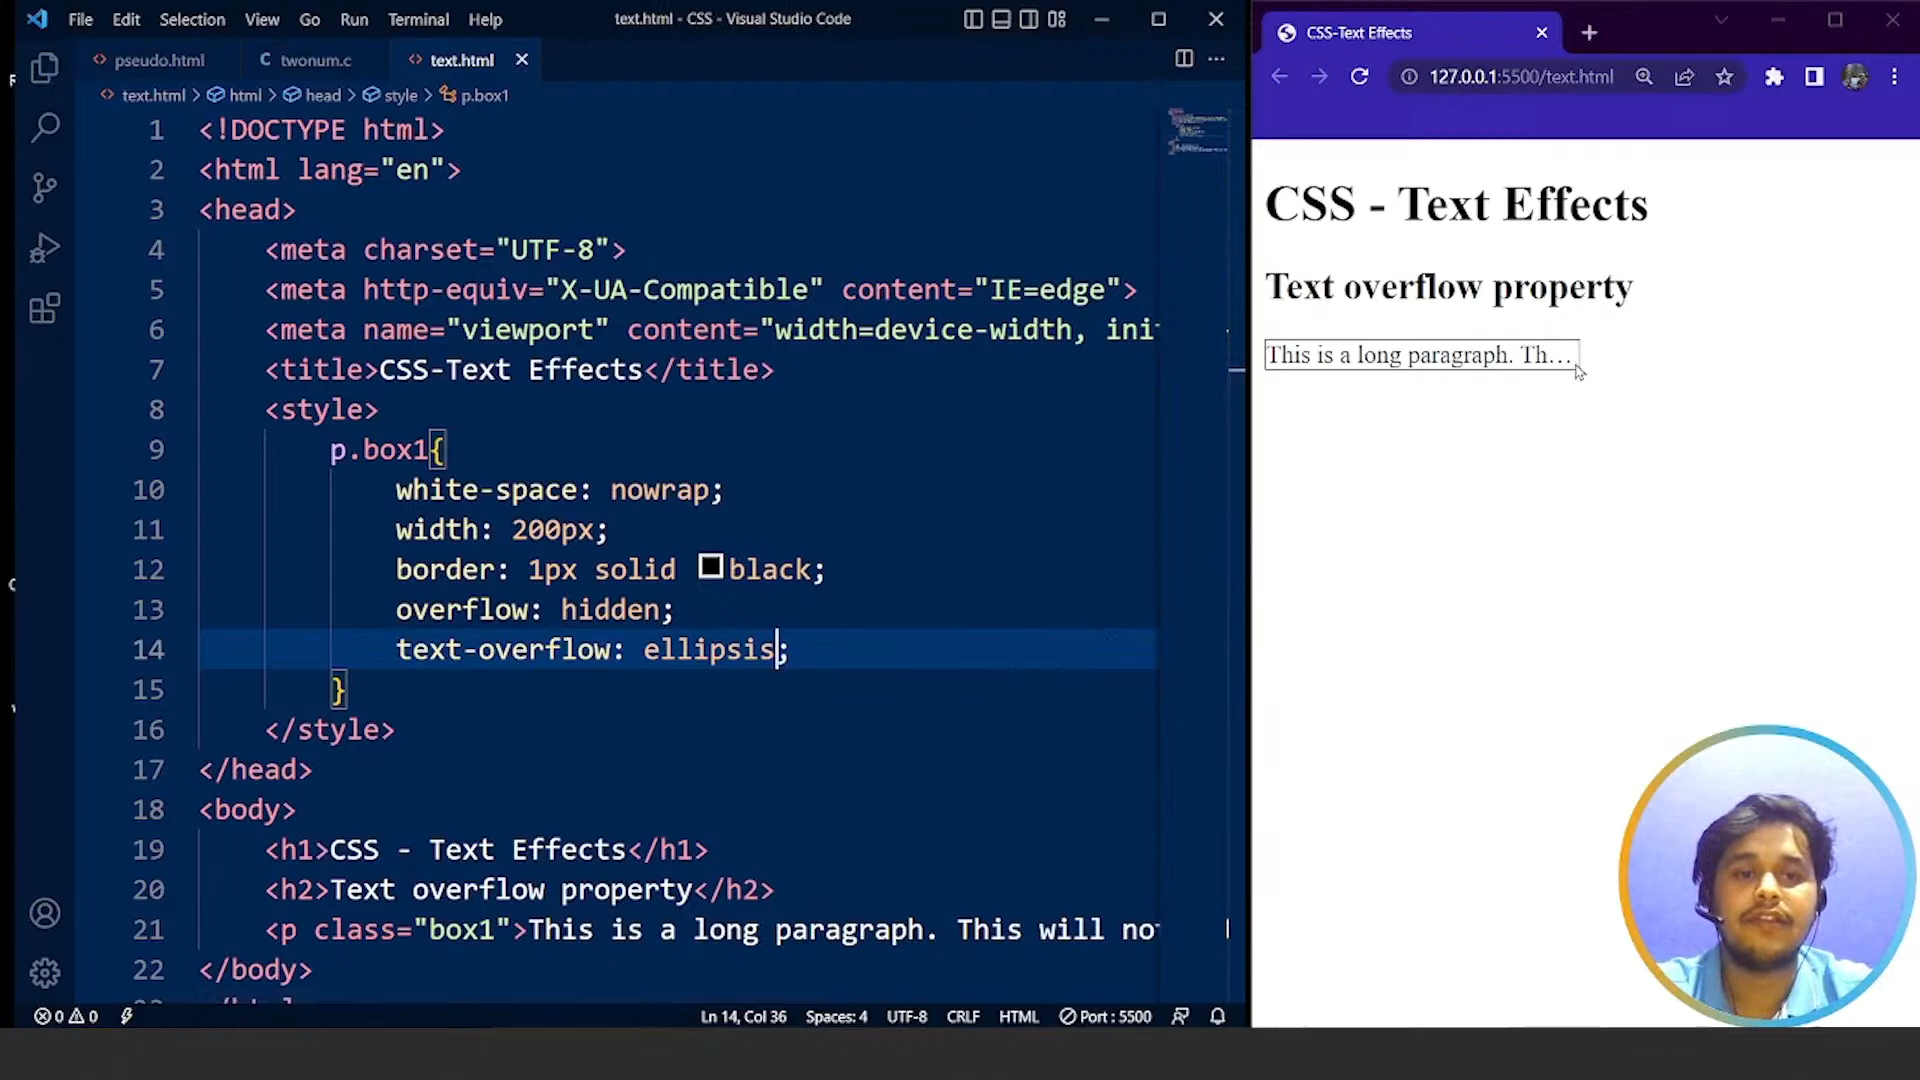 File Edit Selection View Go Run Terminal Help
text.html - CSS - Visual Studio Code
pseudo.html
C twonum.c
text.html
text.html > html > head > style > p.box1
1 <!DOCTYPE html>
2 <html lang="en">
3 <head>
4 <meta charset="UTF-8">
5 <meta http-equiv="X-UA-Compatible" content="IE=edge">
6 <meta name="viewport" content="width=device-width, ini
7 <title>CSS-Text Effects</title>
8 <style>
9 p.box1{
10 white-space: nowrap;
11 width: 200px;
12 border: 1px solid black;
13 overflow: hidden;
14 text-overflow: ellipsis;
15 }
16 </style>
17 </head>
18 <body>
19 <h1>CSS - Text Effects</h1>
20 <h2>Text overflow property</h2>
21 <p class="box1">This is a long paragraph. This will no
22 </body>
0 0 Ln 14, Col 36 Spaces: 4 UTF-8 CRLF HTML Port : 5500
CSS-Text Effects
127.0.0.1:5500/text.html
CSS - Text Effects
Text overflow property
This is a long paragraph. Th…